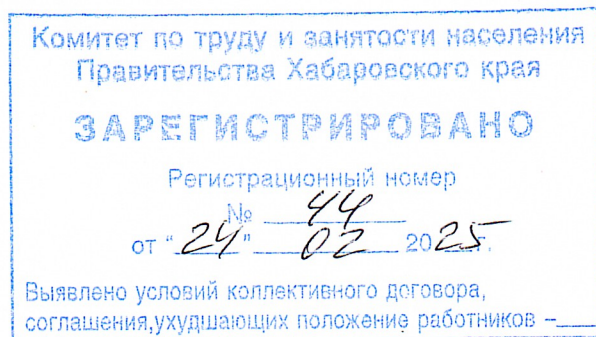 Комитет по труду и занятости населения
Правительства Хабаровского края
ЗАРЕГИСТРИРОВАНО
Регистрационный номер
№ 44
от "24" 02 2025г.
Выявлено условий коллективного договора,
соглашения,ухудшающих положение работников –